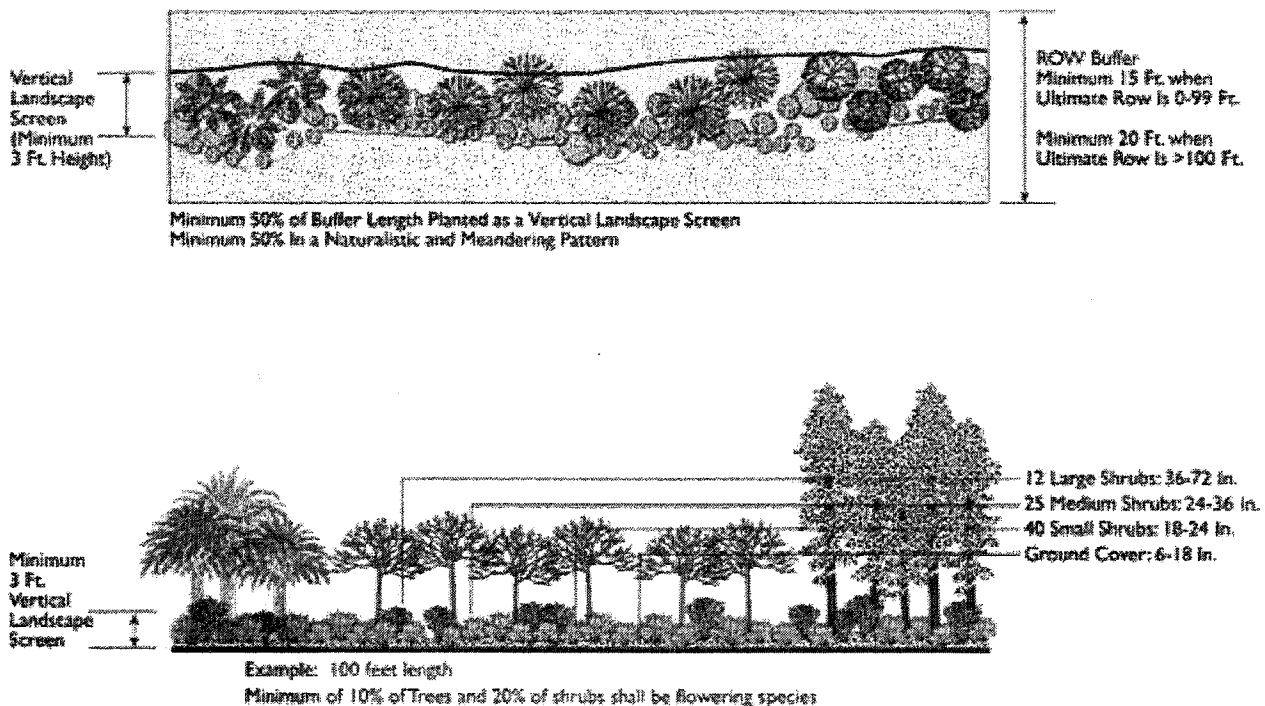 Vertical
Landscape
Screen
(Minimum
3 Ft. Height)
ROW Buffer
Minimum 15 Ft. when
Ultimate Row is 0-99 Ft.
Minimum 20 Ft. when
Ultimate Row is >100 Ft.
Minimum 50% of Buffer Length Planted as a Vertical Landscape Screen
Minimum 50% in a Naturalistic and Meandering Pattern
12 Large Shrubs: 36-72 In.
25 Medium Shrubs: 24-36 in.
40 Small Shrubs: 18-24 In.
Ground Cover: 6-18 In.
Minimum
3 Ft.
Vertical
Landscape
Screen
Example: 100 feet length
Minimum of 10% of Trees and 20% of shrubs shall be flowering species